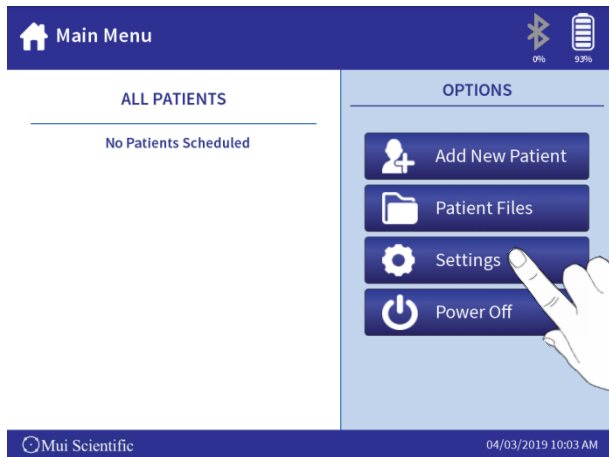 Main Menu
0%
93%
ALL PATIENTS
No Patients Scheduled
OPTIONS
Add New Patient
Patient Files
Settings
Power Off
Mui Scientific
04/03/2019 10:03 AM